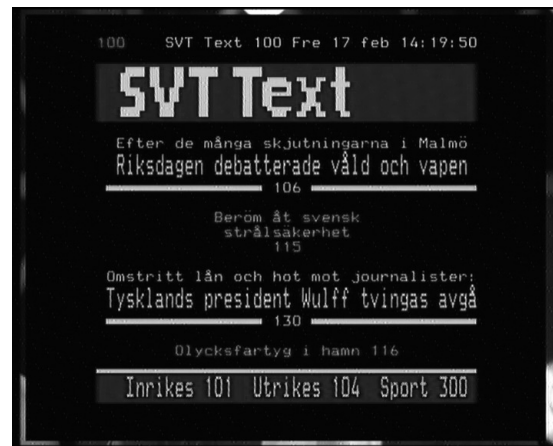 100 SVT Text 100 Fre 17 feb 14:19:50
SVT Text
Efter de många skjutningarna i Malmö
Riksdagen debatterade våld och vapen
106
Beröm åt svensk
strålsäkerhet
115
Omstritt lån och hot mot journalister:
Tysklands president Wulff tvingas avgå
130
Olycksfartyg i hamn 116
Inrikes 101 Utrikes 104 Sport 300